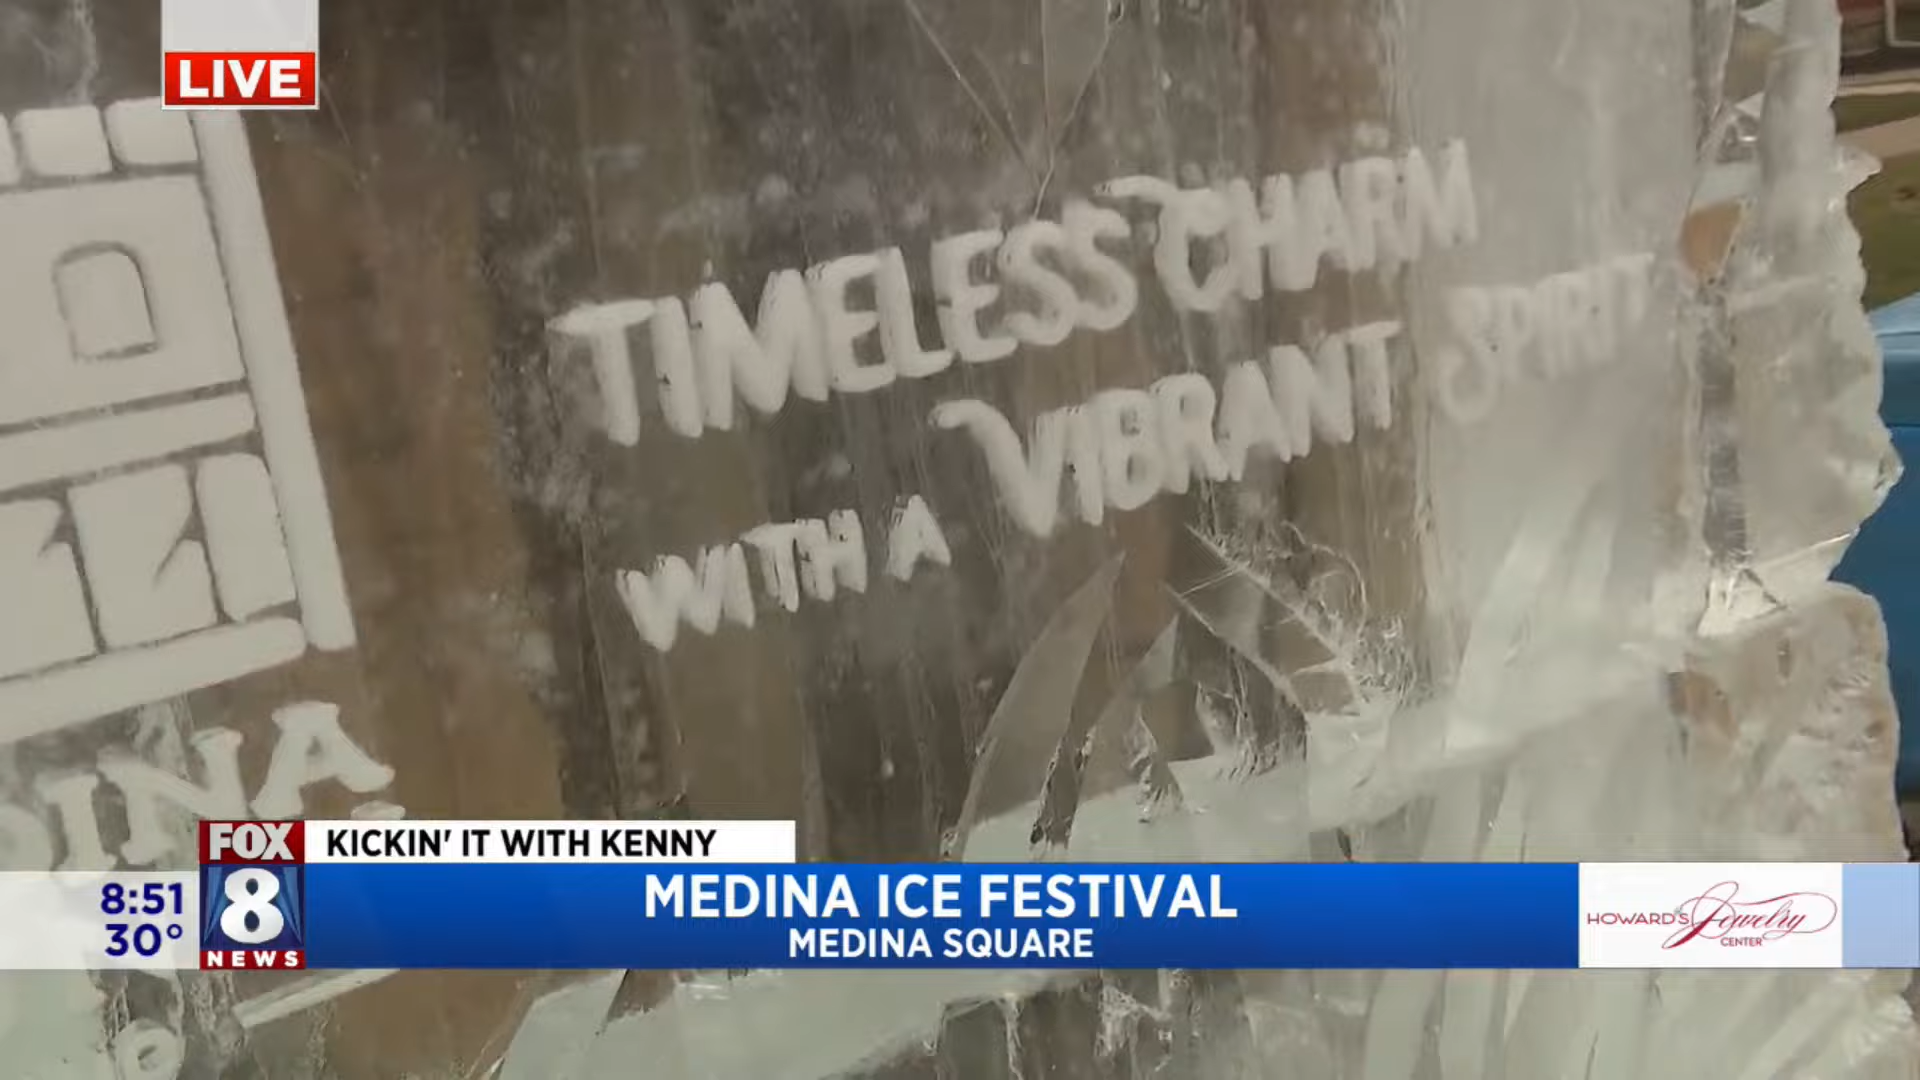 LIVE
TIMELESS CHARM
WITH A VIBRANT SPIRIT
DINA
FOX
8
NEWS
KICKIN' IT WITH KENNY
8:51
30°
MEDINA ICE FESTIVAL
MEDINA SQUARE
HOWARD'S Jewelry
CENTER